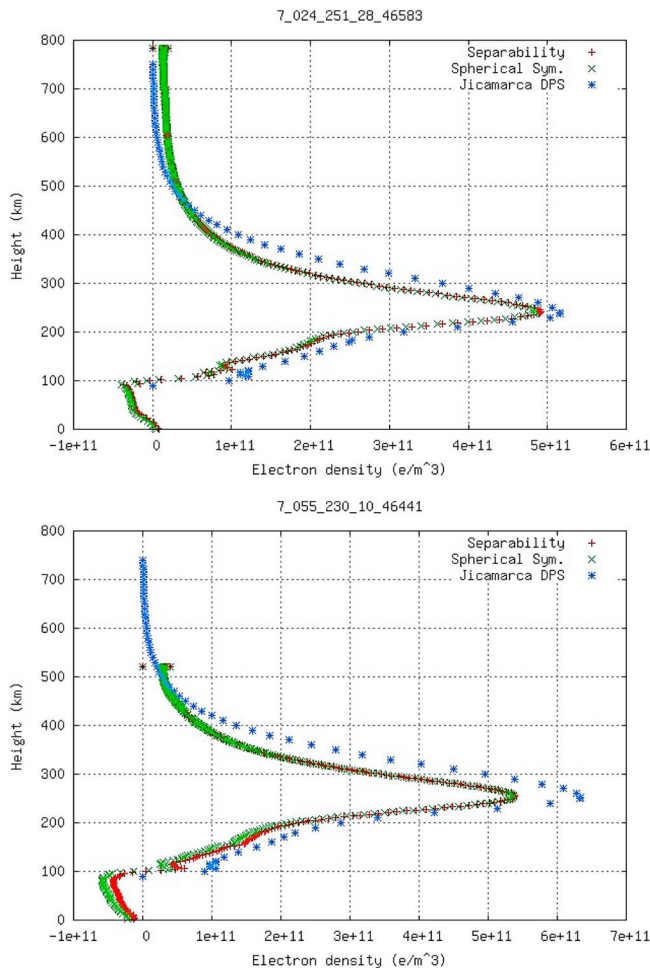 7_024_251_28_46583
800
Separability
700
Spherical Sym.
Jicamarca DPS
600
500
Height (km)
400
300
200
100
0
-1e+11 0 1e+11 2e+11 3e+11 4e+11 5e+11 6e+11
Electron density (e/m^3)
7_055_230_10_46441
800
Separability
700
Spherical Sym.
Jicamarca DPS
600
500
Height (km)
400
300
200
100
0
-1e+11 0 1e+11 2e+11 3e+11 4e+11 5e+11 6e+11 7e+11
Electron density (e/m^3)